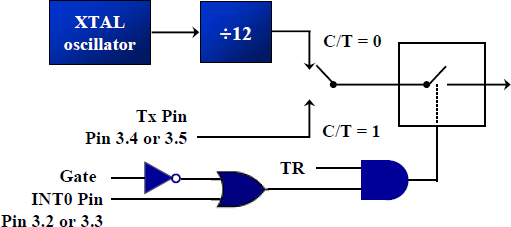 XTAL
oscillator
÷12
C/T = 0
Tx Pin
Pin 3.4 or 3.5
C/T = 1
Gate
TR
INT0 Pin
Pin 3.2 or 3.3